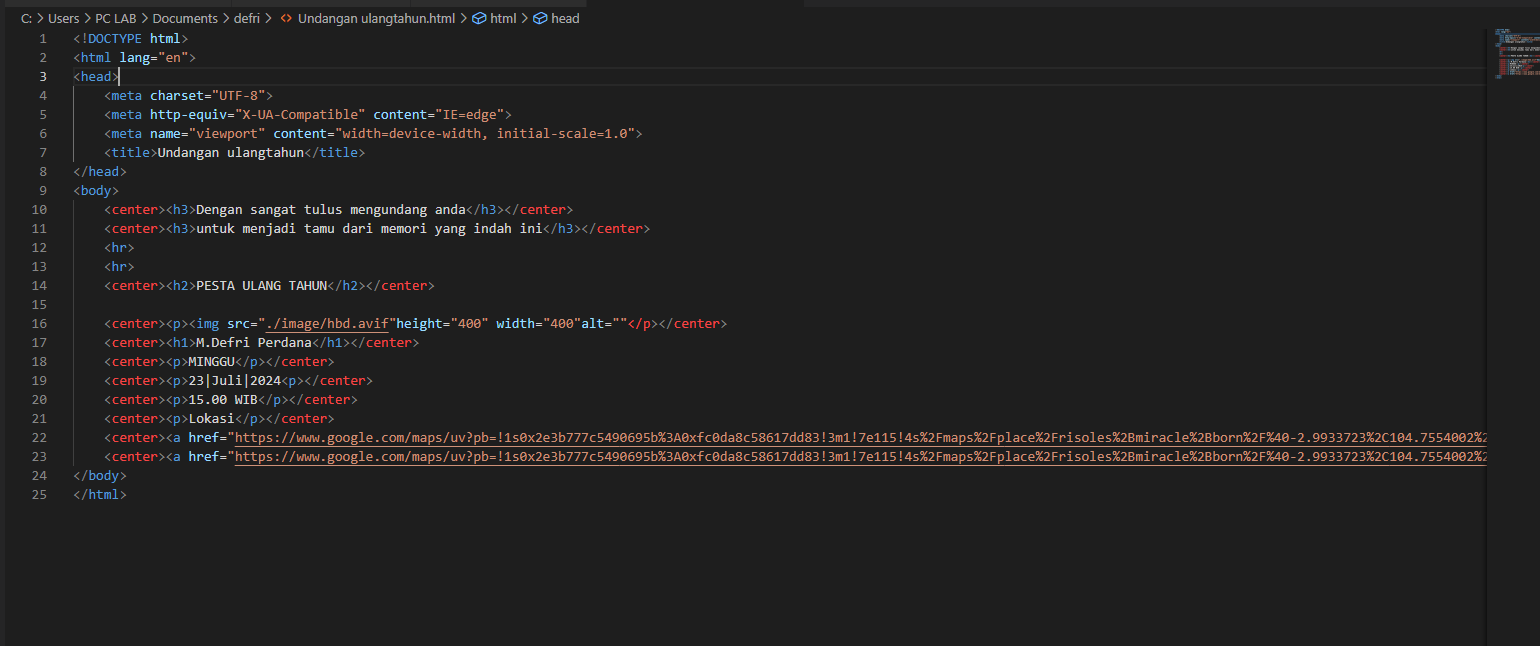 C: > Users > PC LAB > Documents > defri > <> Undangan ulangtahun.html > html > head
1 <!DOCTYPE html>
2 <html lang="en">
3 <head>
4 <meta charset="UTF-8">
5 <meta http-equiv="X-UA-Compatible" content="IE=edge">
6 <meta name="viewport" content="width=device-width, initial-scale=1.0">
7 <title>Undangan ulangtahun</title>
8 </head>
9 <body>
10 <center><h3>Dengan sangat tulus mengundang anda</h3></center>
11 <center><h3>untuk menjadi tamu dari memori yang indah ini</h3></center>
12 <hr>
13 <hr>
14 <center><h2>PESTA ULANG TAHUN</h2></center>
15
16 <center><p><img src="./image/hbd.avif"height="400" width="400"alt=""</p></center>
17 <center><h1>M.Defri Perdana</h1></center>
18 <center><p>MINGGU</p></center>
19 <center><p>23|Juli|2024<p></center>
20 <center><p>15.00 WIB</p></center>
21 <center><p>Lokasi</p></center>
22 <center><a href="https://www.google.com/maps/uv?pb=!1s0x2e3b777c5490695b%3A0xfc0da8c58617dd83!3m1!7e115!4s%2Fmaps%2Fplace%2Frisoles%2Bmiracle%2Bborn%2F%40-2.9933723%2C104.7554002%2
23 <center><a href="https://www.google.com/maps/uv?pb=!1s0x2e3b777c5490695b%3A0xfc0da8c58617dd83!3m1!7e115!4s%2Fmaps%2Fplace%2Frisoles%2Bmiracle%2Bborn%2F%40-2.9933723%2C104.7554002%2
24 </body>
25 </html>